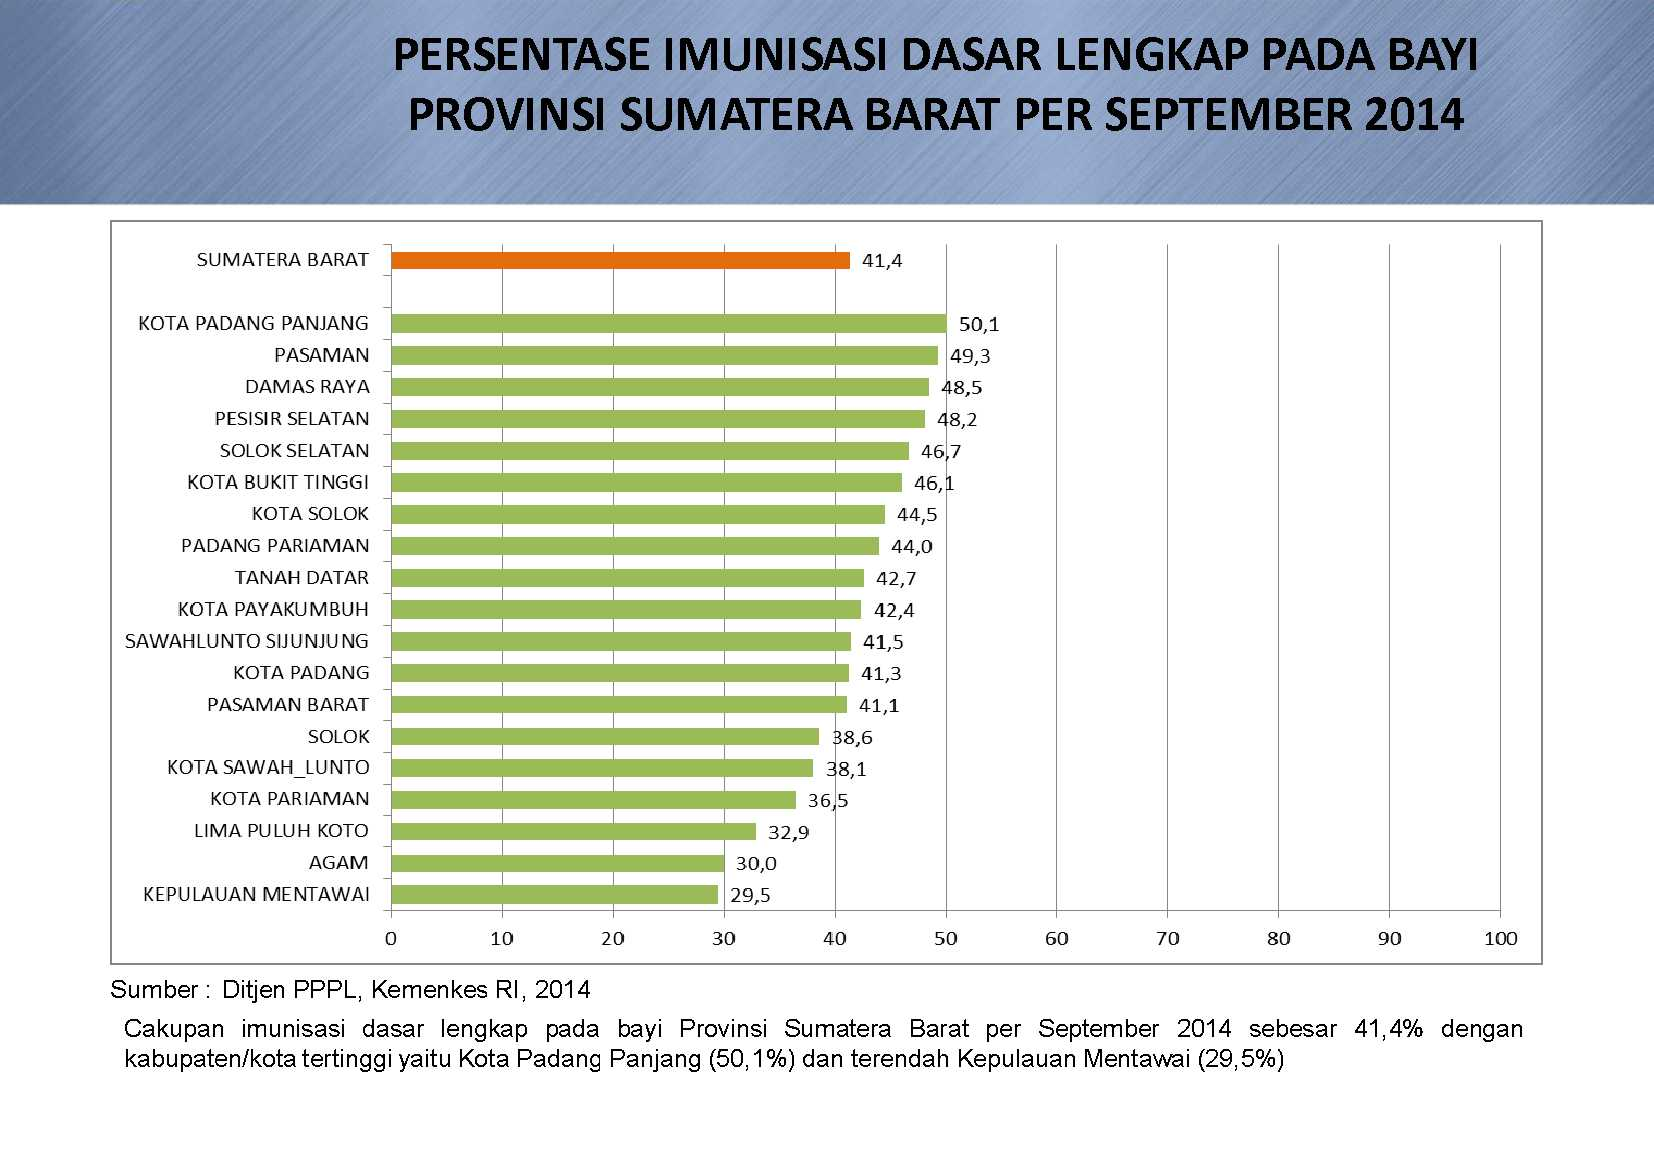 PERSENTASE IMUNISASI DASAR LENGKAP PADA BAYI
PROVINSI SUMATERA BARAT PER SEPTEMBER 2014
SUMATERA BARAT 41,4
KOTA PADANG PANJANG 50,1
PASAMAN 49,3
DAMAS RAYA 48,5
PESISIR SELATAN 48,2
SOLOK SELATAN 46,7
KOTA BUKIT TINGGI 46,1
KOTA SOLOK 44,5
PADANG PARIAMAN 44,0
TANAH DATAR 42,7
KOTA PAYAKUMBUH 42,4
SAWAHLUNTO SIJUNJUNG 41,5
KOTA PADANG 41,3
PASAMAN BARAT 41,1
SOLOK 38,6
KOTA SAWAH_LUNTO 38,1
KOTA PARIAMAN 36,5
LIMA PULUH KOTO 32,9
AGAM 30,0
KEPULAUAN MENTAWAI 29,5
0 10 20 30 40 50 60 70 80 90 100
Sumber : Ditjen PPPL, Kemenkes RI, 2014
Cakupan imunisasi dasar lengkap pada bayi Provinsi Sumatera Barat per September 2014 sebesar 41,4% dengan
kabupaten/kota tertinggi yaitu Kota Padang Panjang (50,1%) dan terendah Kepulauan Mentawai (29,5%)